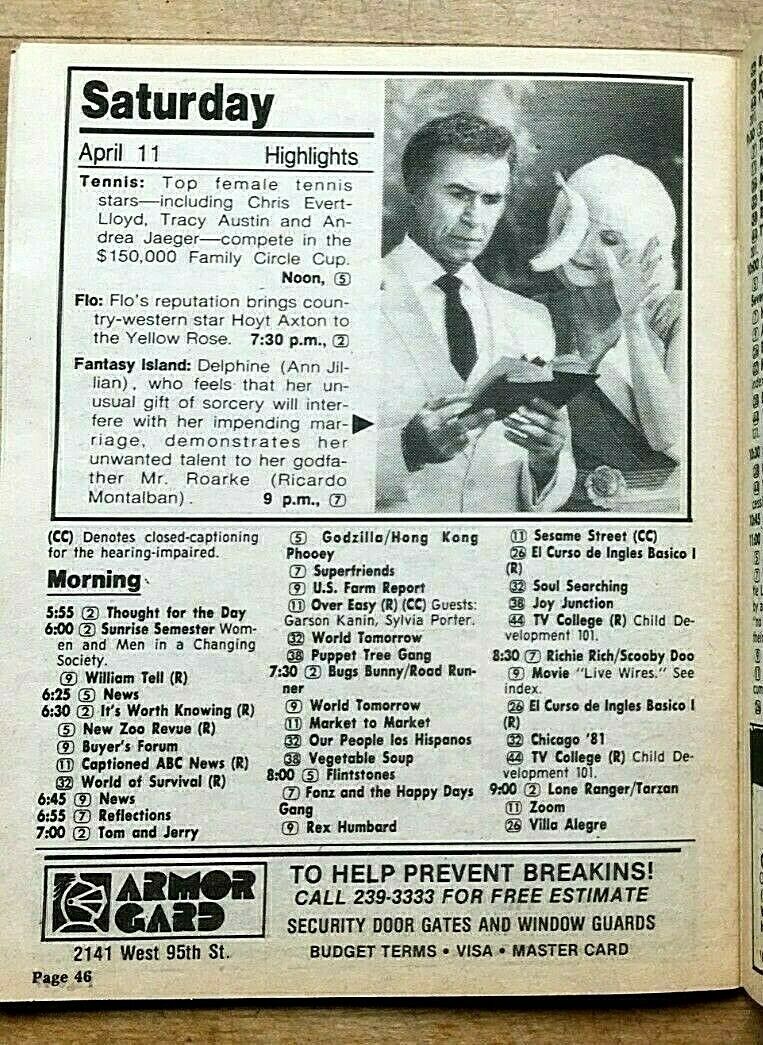 Saturday
April 11 Highlights
Tennis: Top female tennis
stars—including Chris Evert-
Lloyd, Tracy Austin and An-
drea Jaeger—compete in the
$150,000 Family Circle Cup.
Noon, (5)
Flo: Flo's reputation brings coun-
try-western star Hoyt Axton to
the Yellow Rose. 7:30 p.m., (2)
Fantasy Island: Delphine (Ann Jil-
lian), who feels that her un-
usual gift of sorcery will inter-
fere with her impending mar-
riage, demonstrates her
unwanted talent to her godfa-
ther Mr. Roarke (Ricardo
Montalban). 9 p.m., (7)
(CC) Denotes closed-captioning
for the hearing-impaired.
Morning
5:55 (2) Thought for the Day
6:00 (2) Sunrise Semester Wom-
en and Men in a Changing
Society.
(9) William Tell (R)
6:25 (5) News
6:30 (2) It's Worth Knowing (R)
(5) New Zoo Revue (R)
(9) Buyer's Forum
(11) Captioned ABC News (R)
(32) World of Survival (R)
6:45 (9) News
6:55 (7) Reflections
7:00 (2) Tom and Jerry
(5) Godzilla/Hong Kong
Phooey
(7) Superfriends
(9) U.S. Farm Report
(11) Over Easy (R) (CC) Guests:
Garson Kanin, Sylvia Porter.
(32) World Tomorrow
(38) Puppet Tree Gang
7:30 (2) Bugs Bunny/Road Run-
ner
(9) World Tomorrow
(11) Market to Market
(32) Our People los Hispanos
(38) Vegetable Soup
8:00 (5) Flintstones
(7) Fonz and the Happy Days
Gang
(9) Rex Humbard
(11) Sesame Street (CC)
(26) El Curso de Ingles Basico I
(R)
(32) Soul Searching
(38) Joy Junction
(44) TV College (R) Child De-
velopment 101.
8:30 (7) Richie Rich/Scooby Doo
(9) Movie "Live Wires." See
index.
(26) El Curso de Ingles Basico I
(R)
(32) Chicago '81
(44) TV College (R) Child De-
velopment 101.
9:00 (2) Lone Ranger/Tarzan
(11) Zoom
(26) Villa Alegre
ARMOR
GARD
2141 West 95th St.
TO HELP PREVENT BREAKINS!
CALL 239-3333 FOR FREE ESTIMATE
SECURITY DOOR GATES AND WINDOW GUARDS
BUDGET TERMS • VISA • MASTER CARD
Page 46